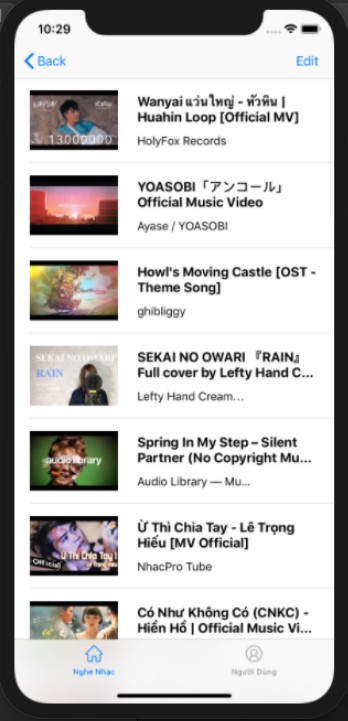 10:29
Back
Edit
Wanyai แว่นใหญ่ - หัวหิน |
Huahin Loop [Official MV]
HolyFox Records
13000000
YOASOBI「アンコール」
Official Music Video
Ayase / YOASOBI
Howl's Moving Castle [OST -
Theme Song]
ghibliggy
SEKAI NO OWARI 『RAIN』
Full cover by Lefty Hand C...
Lefty Hand Cream...
SEKAI NO OWARI
RAIN
Spring In My Step – Silent
Partner (No Copyright Mu...
Audio Library — Mu...
audio library
Ừ Thì Chia Tay - Lê Trọng
Hiếu [MV Official]
NhacPro Tube
Ừ Thì Chia Tay
Official
Có Như Không Có (CNKC) -
Hiền Hồ | Official Music Vi...
Nghe Nhạc
Người Dùng